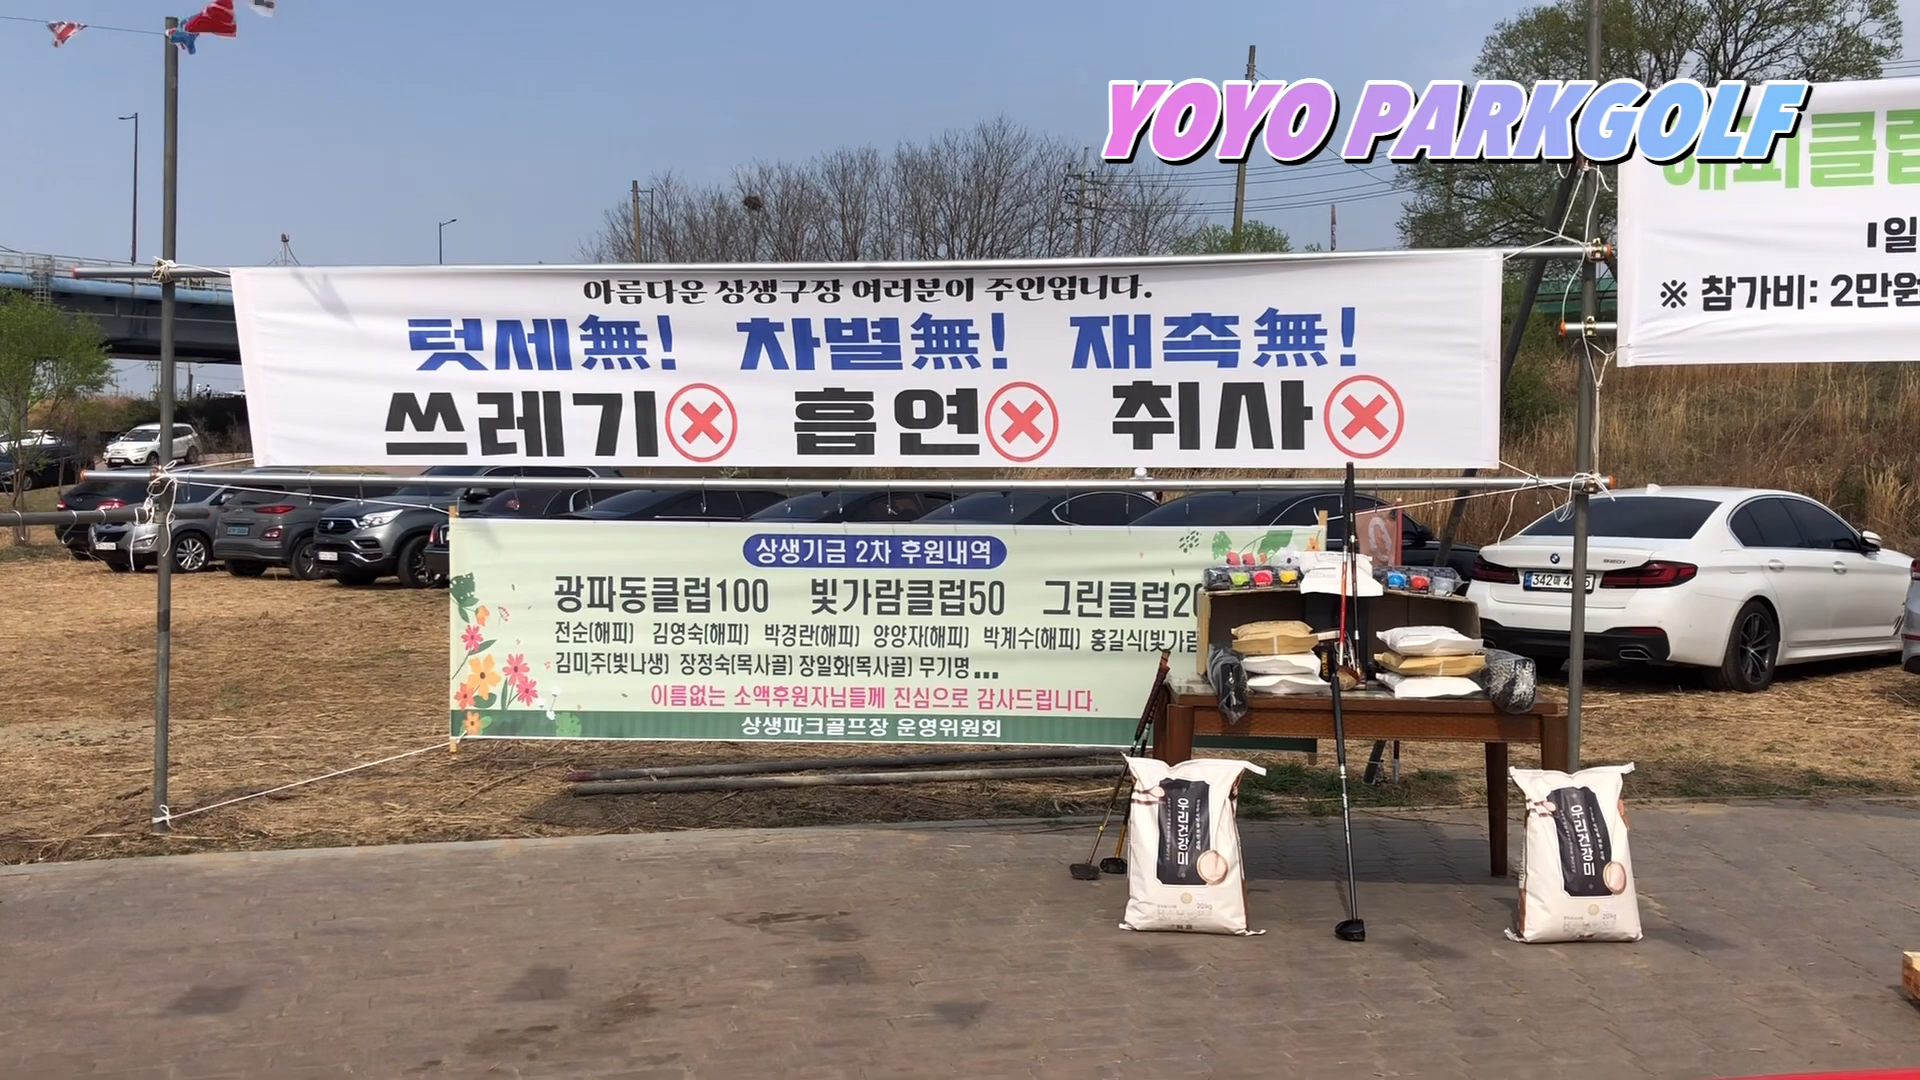 YOYO PARKGOLF
해피클럽
1일
※ 참가비: 2만원
아름다운 상생구장 여러분이 주인입니다.
텃세無! 차별無! 재촉無!
쓰레기 흡연 취사
상생기금 2차 후원내역
광파동클럽100 빛가람클럽50 그린클럽20
전순(해피) 김영숙(해피) 박경란(해피) 양양자(해피) 박계수(해피) 홍길식(빛가람
김미주(빛나생) 장정숙(목사골) 장일화(목사골) 무기명...
이름없는 소액후원자님들께 진심으로 감사드립니다.
상생파크골프장 운영위원회
우리건강미
20kg
우리건강미
20kg
520i